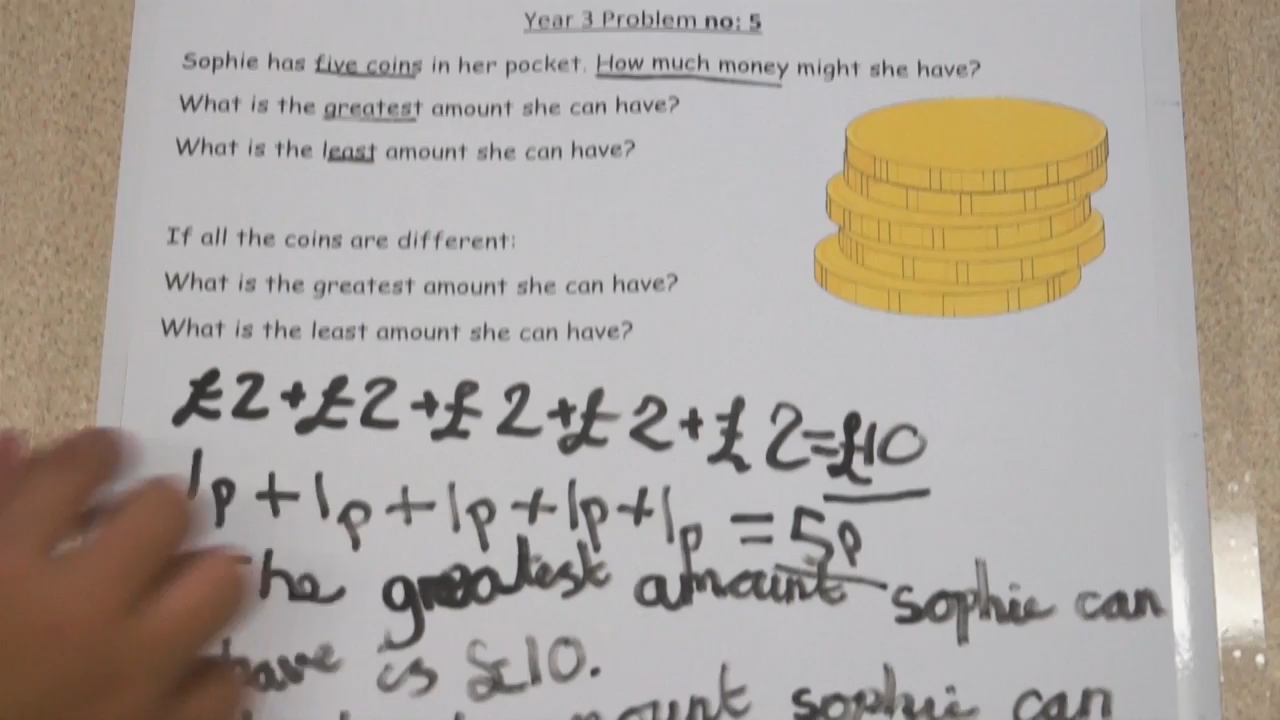 Year 3 Problem no: 5
Sophie has five coins in her pocket. How much money might she have?
What is the greatest amount she can have?
What is the least amount she can have?
If all the coins are different:
What is the greatest amount she can have?
What is the least amount she can have?
£2+£2+£2+£2+£2=£10
1p+1p+1p+1p+1p=5p
he greatest amount sophie can
have is £10.
sophie can